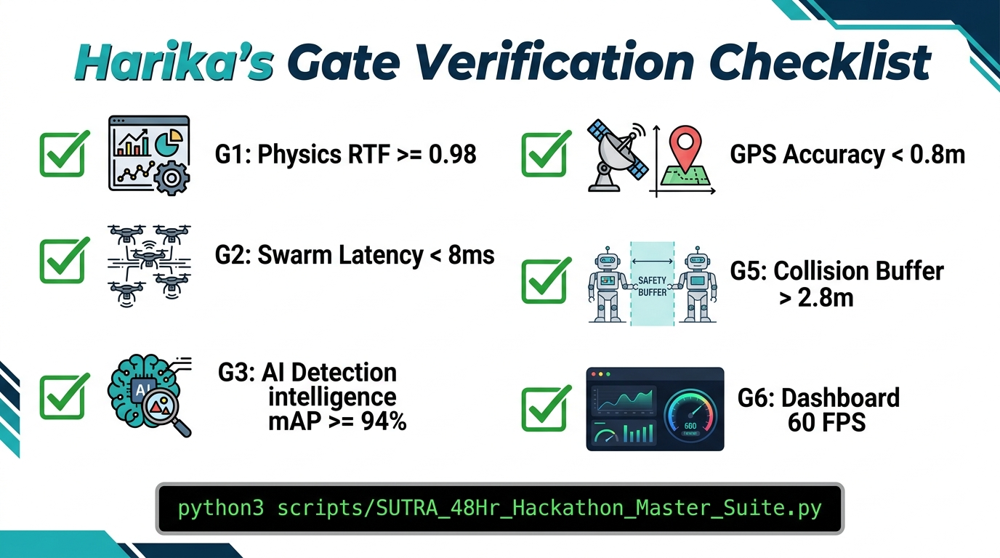 Harika's Gate Verification Checklist
G1: Physics RTF >= 0.98
G2: Swarm Latency < 8ms
AI
G3: AI Detection
intelligence
mAP >= 94%
GPS Accuracy < 0.8m
SAFETY
BUFFER
G5: Collision Buffer
> 2.8m
G6: Dashboard
60 FPS
python3 scripts/SUTRA_48Hr_Hackathon_Master_Suite.py